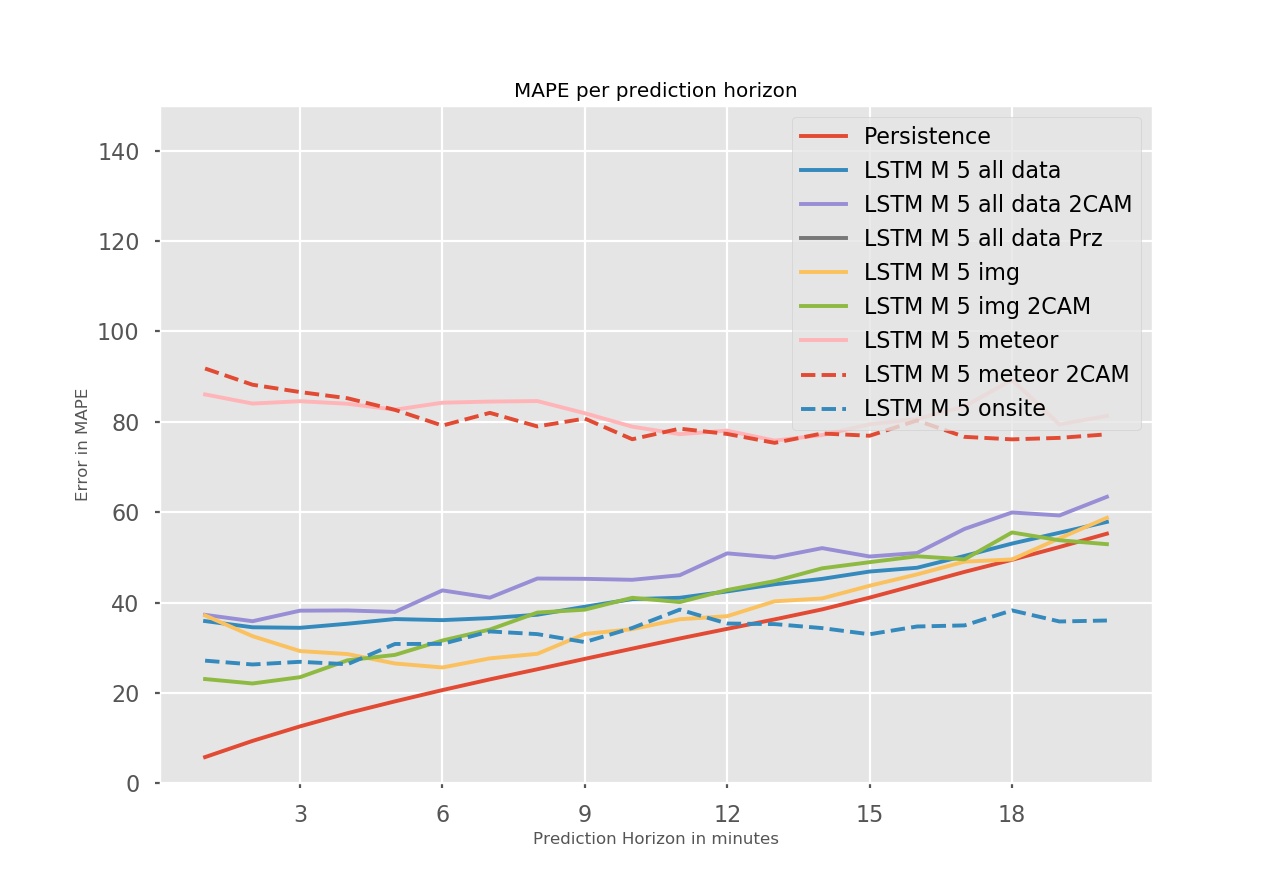 MAPE per prediction horizon
Error in MAPE
140
120
100
80
60
40
20
0
Persistence
LSTM M 5 all data
LSTM M 5 all data 2CAM
LSTM M 5 all data Prz
LSTM M 5 img
LSTM M 5 img 2CAM
LSTM M 5 meteor
LSTM M 5 meteor 2CAM
LSTM M 5 onsite
3 6 9 12 15 18
Prediction Horizon in minutes